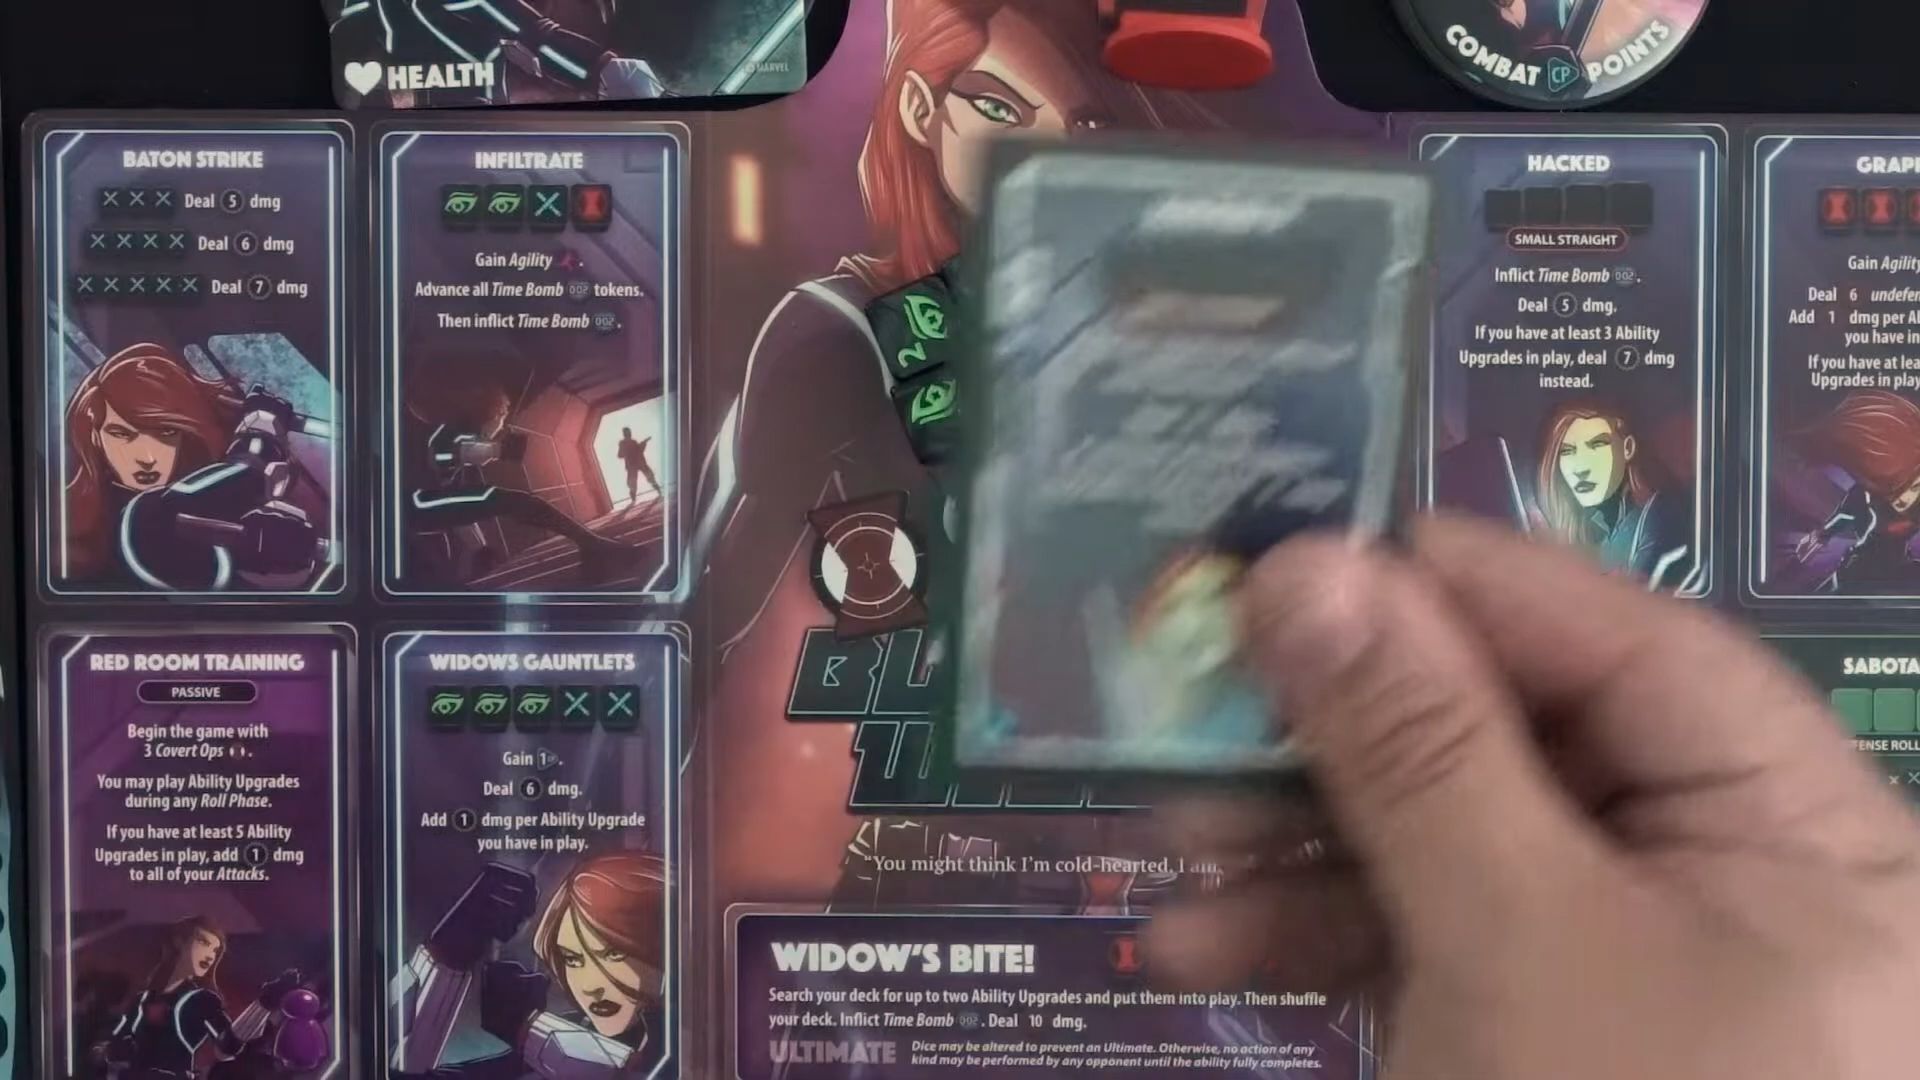 HEALTH
MARVEL
COMBAT CP POINTS
BATON STRIKE
Deal 5 dmg
Deal 6 dmg
Deal 7 dmg
INFILTRATE
Gain Agility .
Advance all Time Bomb 002 tokens.
Then inflict Time Bomb 002 .
RED ROOM TRAINING
PASSIVE
Begin the game with
3 Covert Ops .
You may play Ability Upgrades
during any Roll Phase.
If you have at least 5 Ability
Upgrades in play, add 1 dmg
to all of your Attacks.
WIDOWS GAUNTLETS
Gain 1 .
Deal 6 dmg.
Add 1 dmg per Ability Upgrade
you have in play.
2
BL
"You might think I'm cold-hearted. I am.
WIDOW'S BITE!
Search your deck for up to two Ability Upgrades and put them into play. Then shuffle
your deck. Inflict Time Bomb 002 . Deal 10 dmg.
ULTIMATE
Dice may be altered to prevent an Ultimate. Otherwise, no action of any
kind may be performed by any opponent until the ability fully completes.
HACKED
SMALL STRAIGHT
Inflict Time Bomb 002 .
Deal 5 dmg.
If you have at least 3 Ability
Upgrades in play, deal 7 dmg
instead.
GRAP
Gain Agility
Deal 6 undefen
Add 1 dmg per Ab
you have in
If you have at lea
Upgrades in play
SABOTA
ENSE ROLL